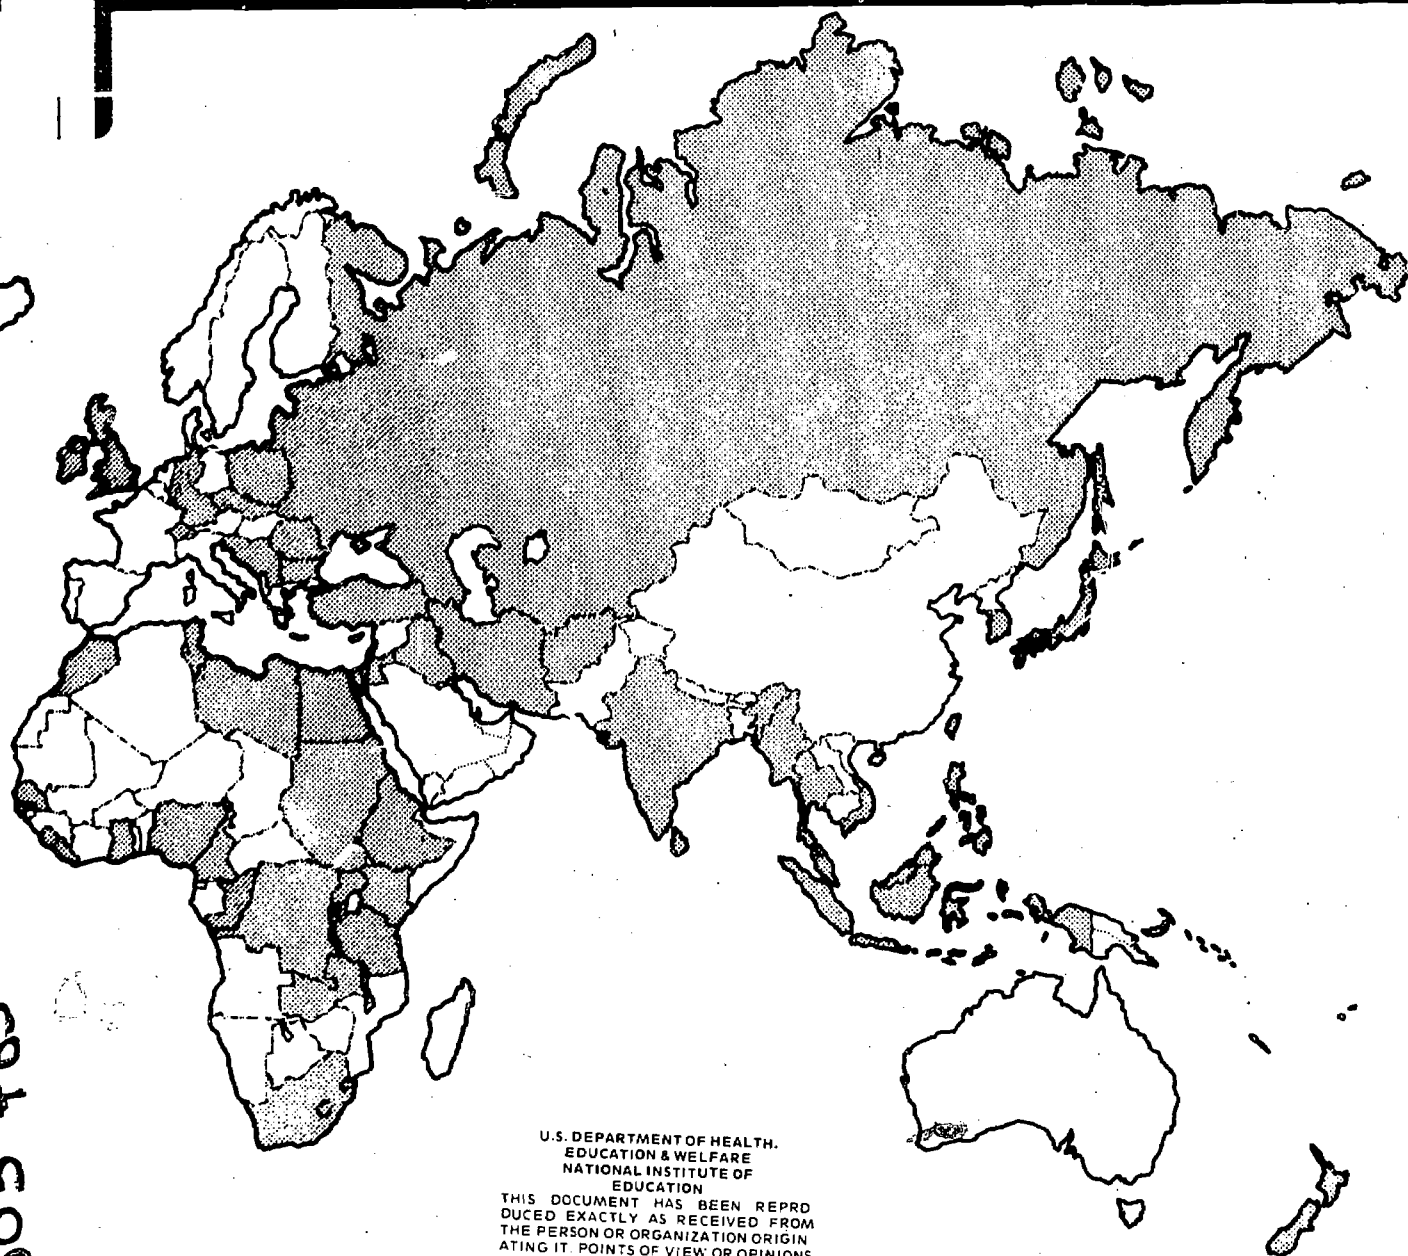 U.S. DEPARTMENT OF HEALTH.
EDUCATION & WELFARE
NATIONAL INSTITUTE OF
EDUCATION
THIS DOCUMENT HAS BEEN REPRD
DUCED EXACTLY AS RECEIVED FROM
THE PERSON OR ORGANIZATION ORIGIN
ATING IT. POINTS OF VIEW OR OPINIONS